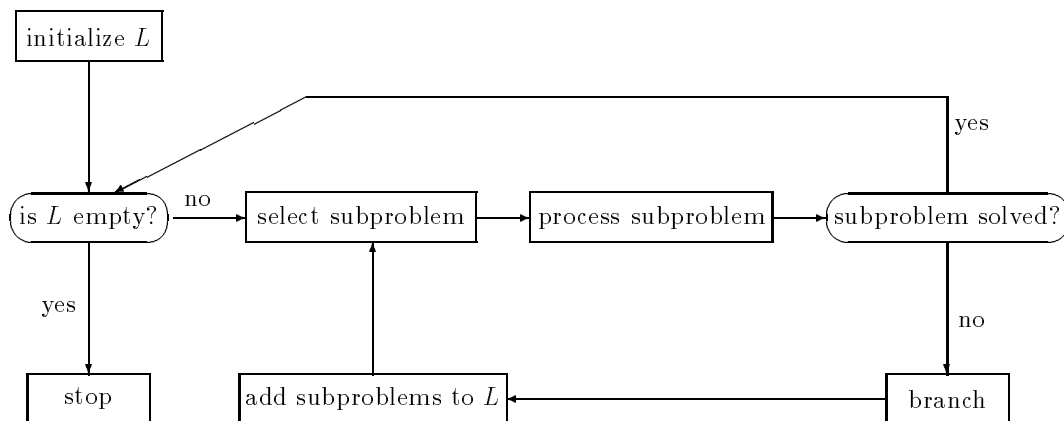 initialize L
yes
is L empty?
no
select subproblem
process subproblem
subproblem solved?
yes
no
stop
add subproblems to L
branch